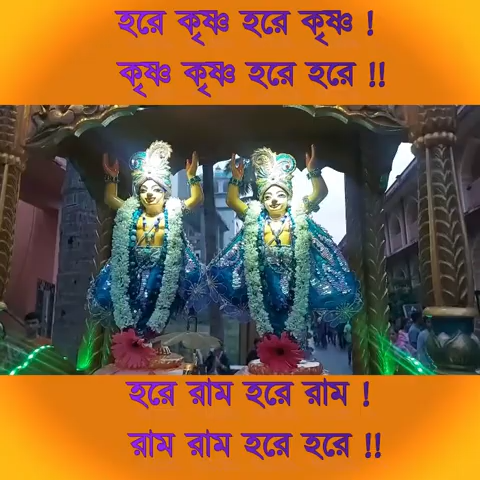 হরে কৃষ্ণ হরে কৃষ্ণ !
কৃষ্ণ কৃষ্ণ হরে হরে !!
হরে রাম হরে রাম !
রাম রাম হরে হরে !!